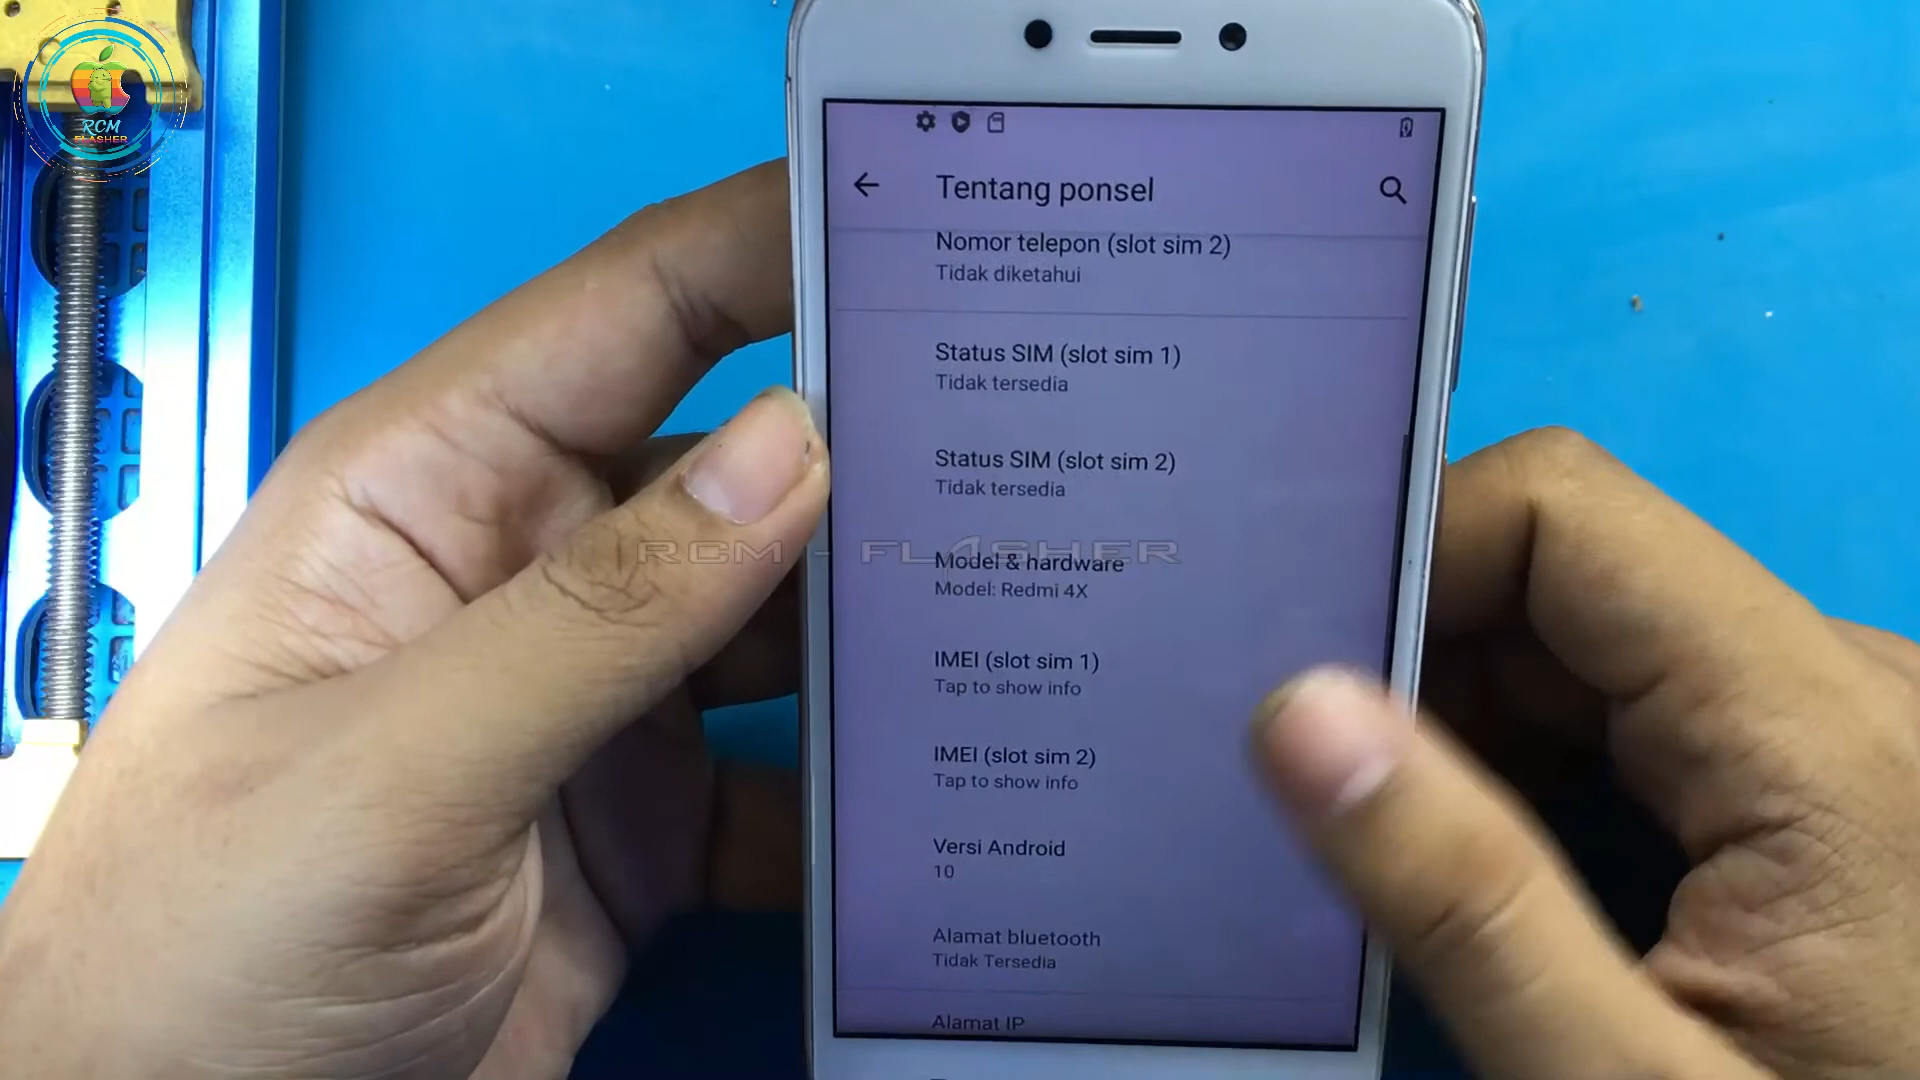 RCM
FLASHER
Tentang ponsel
Nomor telepon (slot sim 2)
Tidak diketahui
Status SIM (slot sim 1)
Tidak tersedia
Status SIM (slot sim 2)
Tidak tersedia
RCM - FLASHER
Model & hardware
Model: Redmi 4X
IMEI (slot sim 1)
Tap to show info
IMEI (slot sim 2)
Tap to show info
Versi Android
10
Alamat bluetooth
Tidak Tersedia
Alamat IP